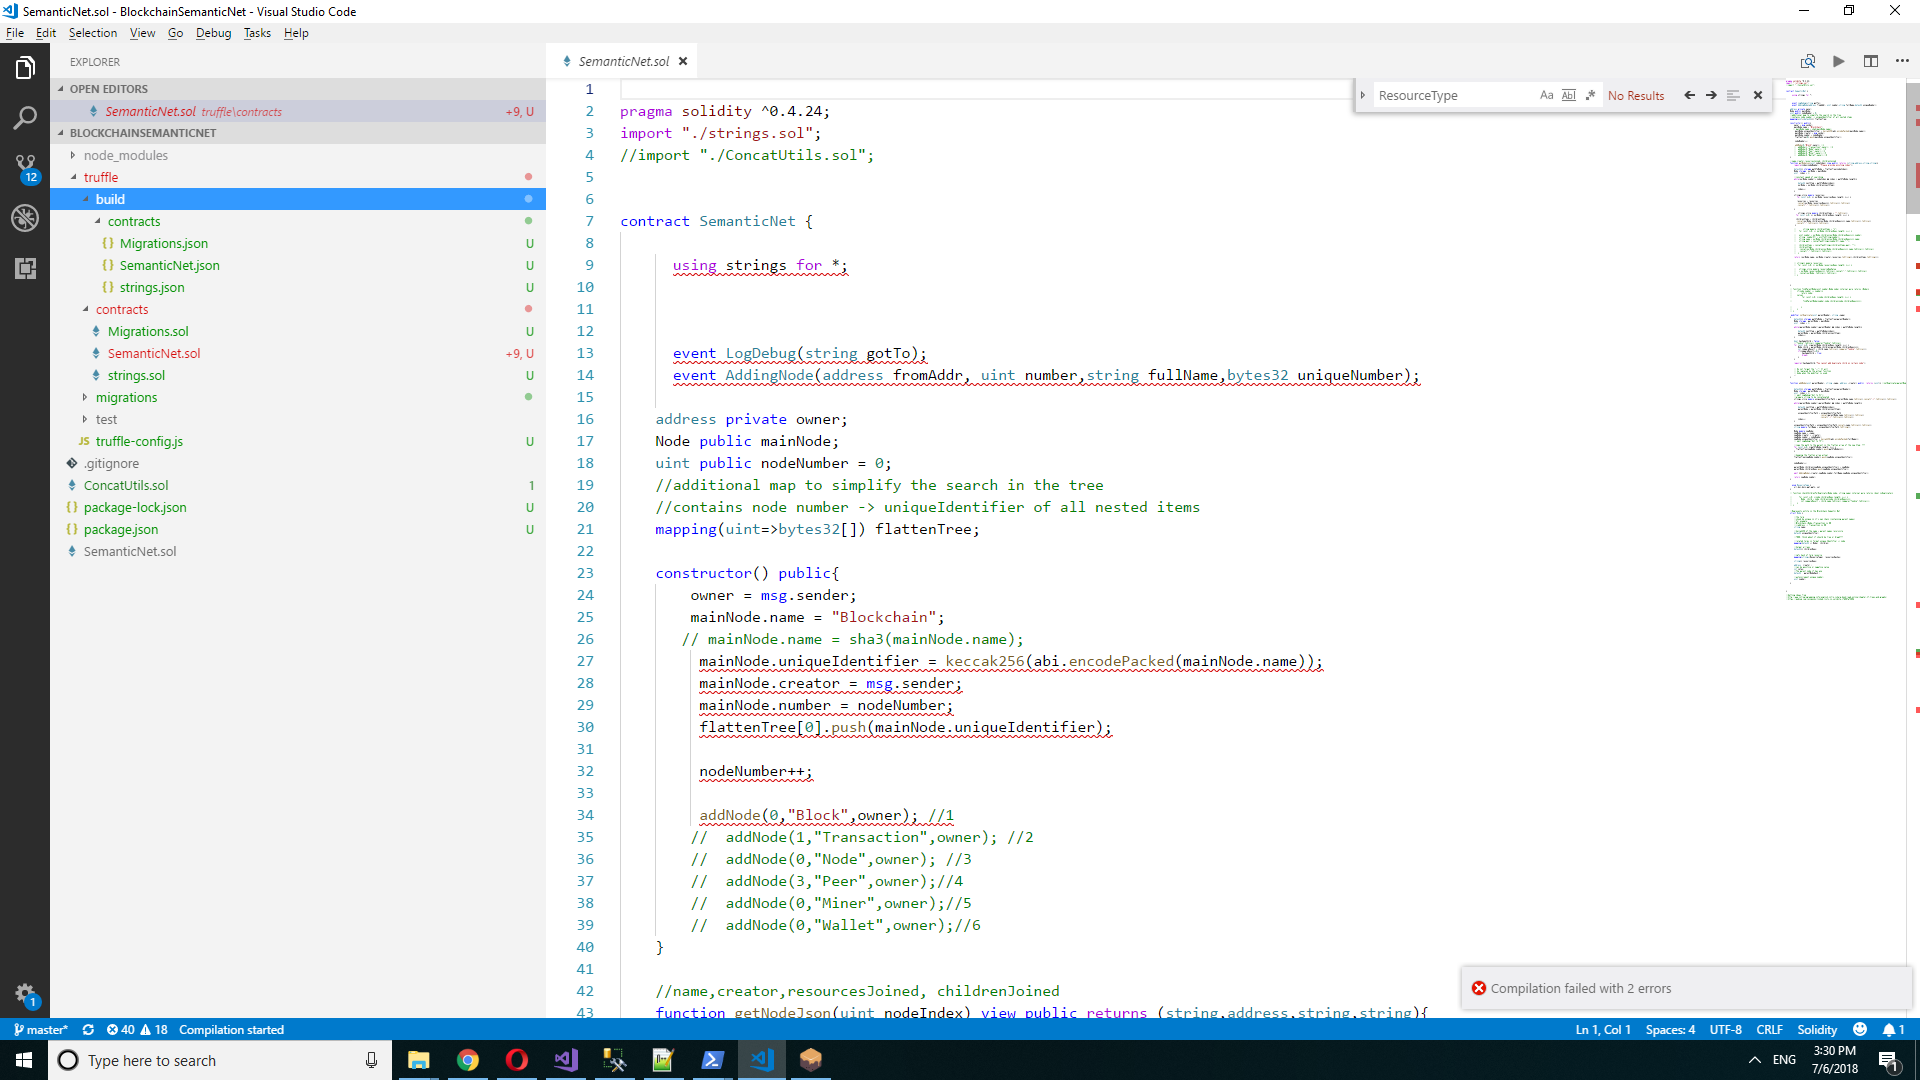 SemanticNet.sol - BlockchainSemanticNet - Visual Studio Code
File Edit Selection View Go Debug Tasks Help
EXPLORER
OPEN EDITORS
SemanticNet.sol truffle\contracts +9, U
BLOCKCHAINSEMANTICNET
node_modules
truffle
build
contracts
{} Migrations.json U
{} SemanticNet.json U
{} strings.json U
contracts
Migrations.sol U
SemanticNet.sol +9, U
strings.sol U
migrations
test
JS truffle-config.js U
.gitignore
ConcatUtils.sol 1
{} package-lock.json U
{} package.json U
SemanticNet.sol
12
1
SemanticNet.sol
ResourceType Aa Abl .* No Results
1
2 pragma solidity ^0.4.24;
3 import "./strings.sol";
4 //import "./ConcatUtils.sol";
5
6
7 contract SemanticNet {
8
9 using strings for *;
10
11
12
13 event LogDebug(string gotTo);
14 event AddingNode(address fromAddr, uint number,string fullName,bytes32 uniqueNumber);
15
16 address private owner;
17 Node public mainNode;
18 uint public nodeNumber = 0;
19 //additional map to simplify the search in the tree
20 //contains node number -> uniqueIdentifier of all nested items
21 mapping(uint=>bytes32[]) flattenTree;
22
23 constructor() public{
24 owner = msg.sender;
25 mainNode.name = "Blockchain";
26 // mainNode.name = sha3(mainNode.name);
27 mainNode.uniqueIdentifier = keccak256(abi.encodePacked(mainNode.name));
28 mainNode.creator = msg.sender;
29 mainNode.number = nodeNumber;
30 flattenTree[0].push(mainNode.uniqueIdentifier);
31
32 nodeNumber++;
33
34 addNode(0,"Block",owner); //1
35 // addNode(1,"Transaction",owner); //2
36 // addNode(0,"Node",owner); //3
37 // addNode(3,"Peer",owner);//4
38 // addNode(0,"Miner",owner);//5
39 // addNode(0,"Wallet",owner);//6
40 }
41
42 //name,creator,resourcesJoined, childrenJoined
43 function getNodeJson(uint nodeIndex) view public returns (string,address,string,string){
Compilation failed with 2 errors
master* 40 18 Compilation started Ln 1, Col 1 Spaces: 4 UTF-8 CRLF Solidity 1
Type here to search
ENG
3:30 PM
7/6/2018
1